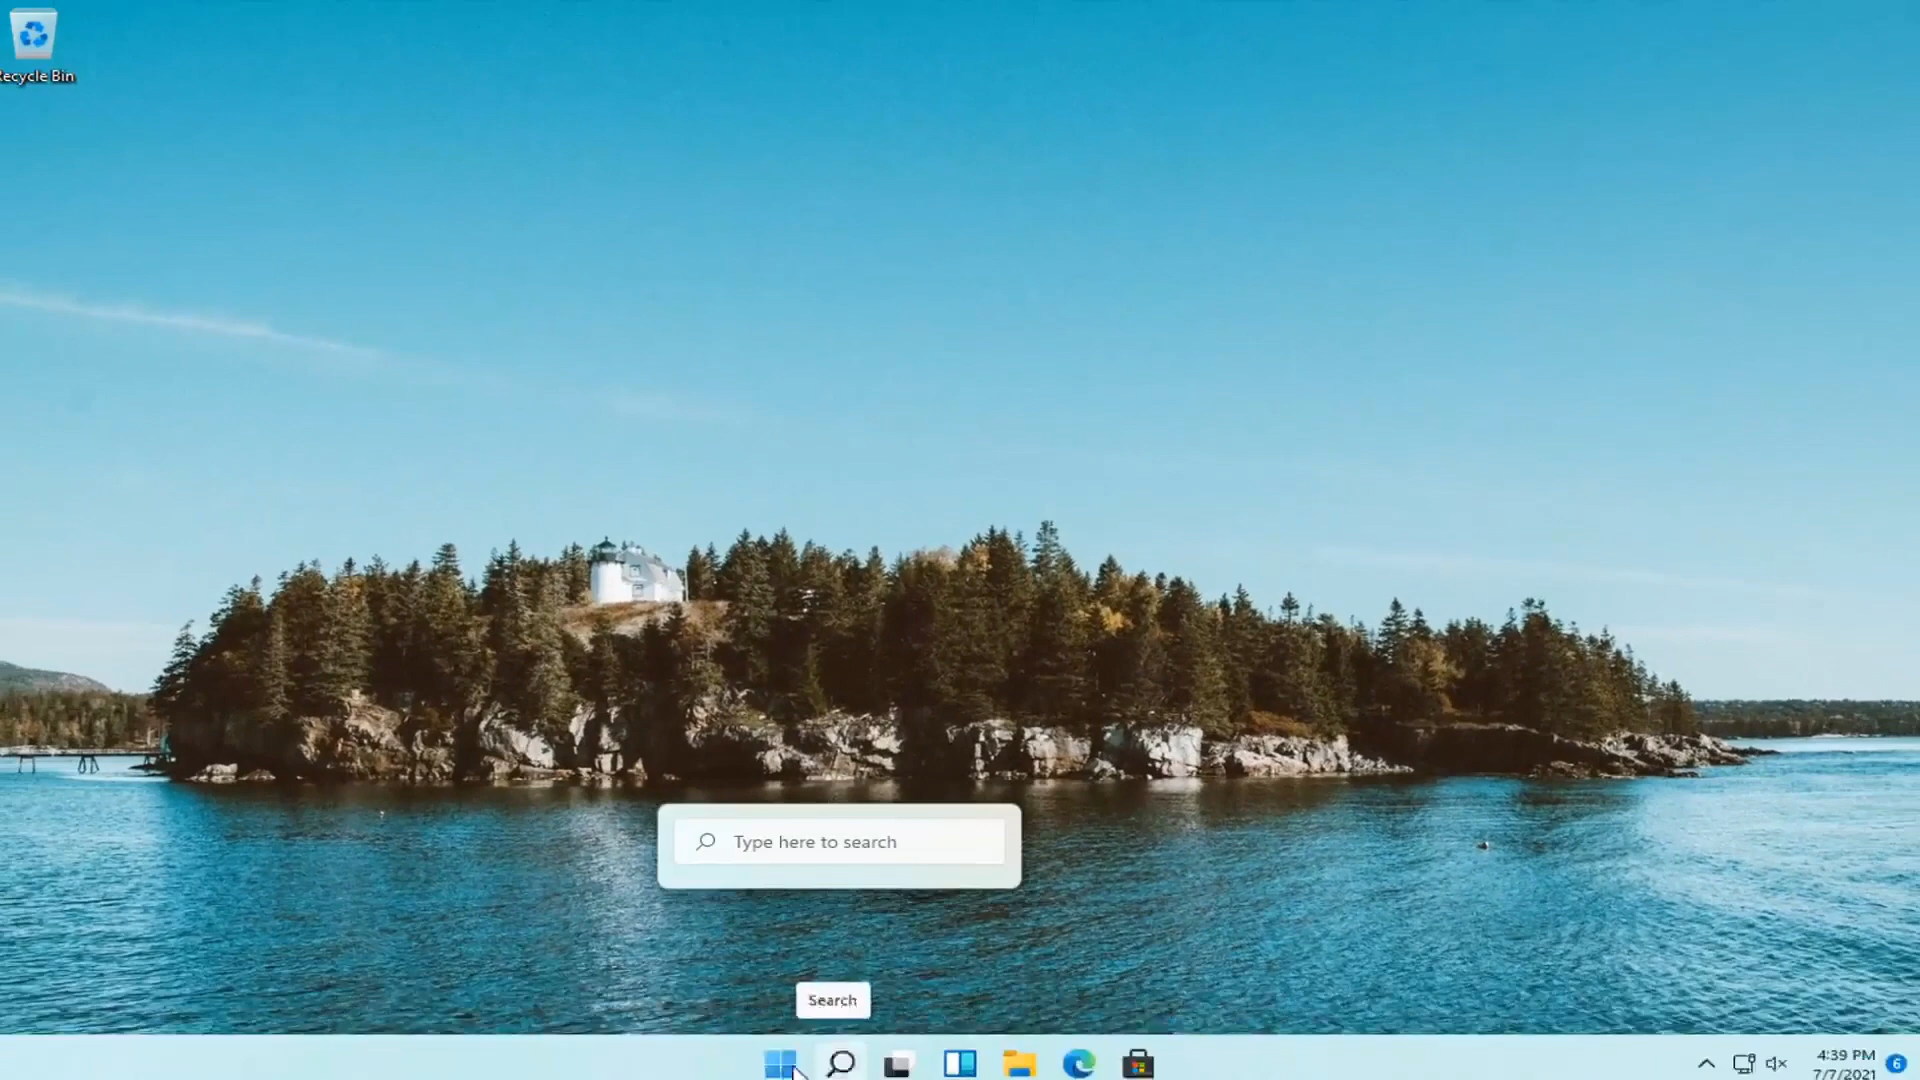 Recycle Bin
Type here to search
Search
4:39 PM
7/7/2021
6